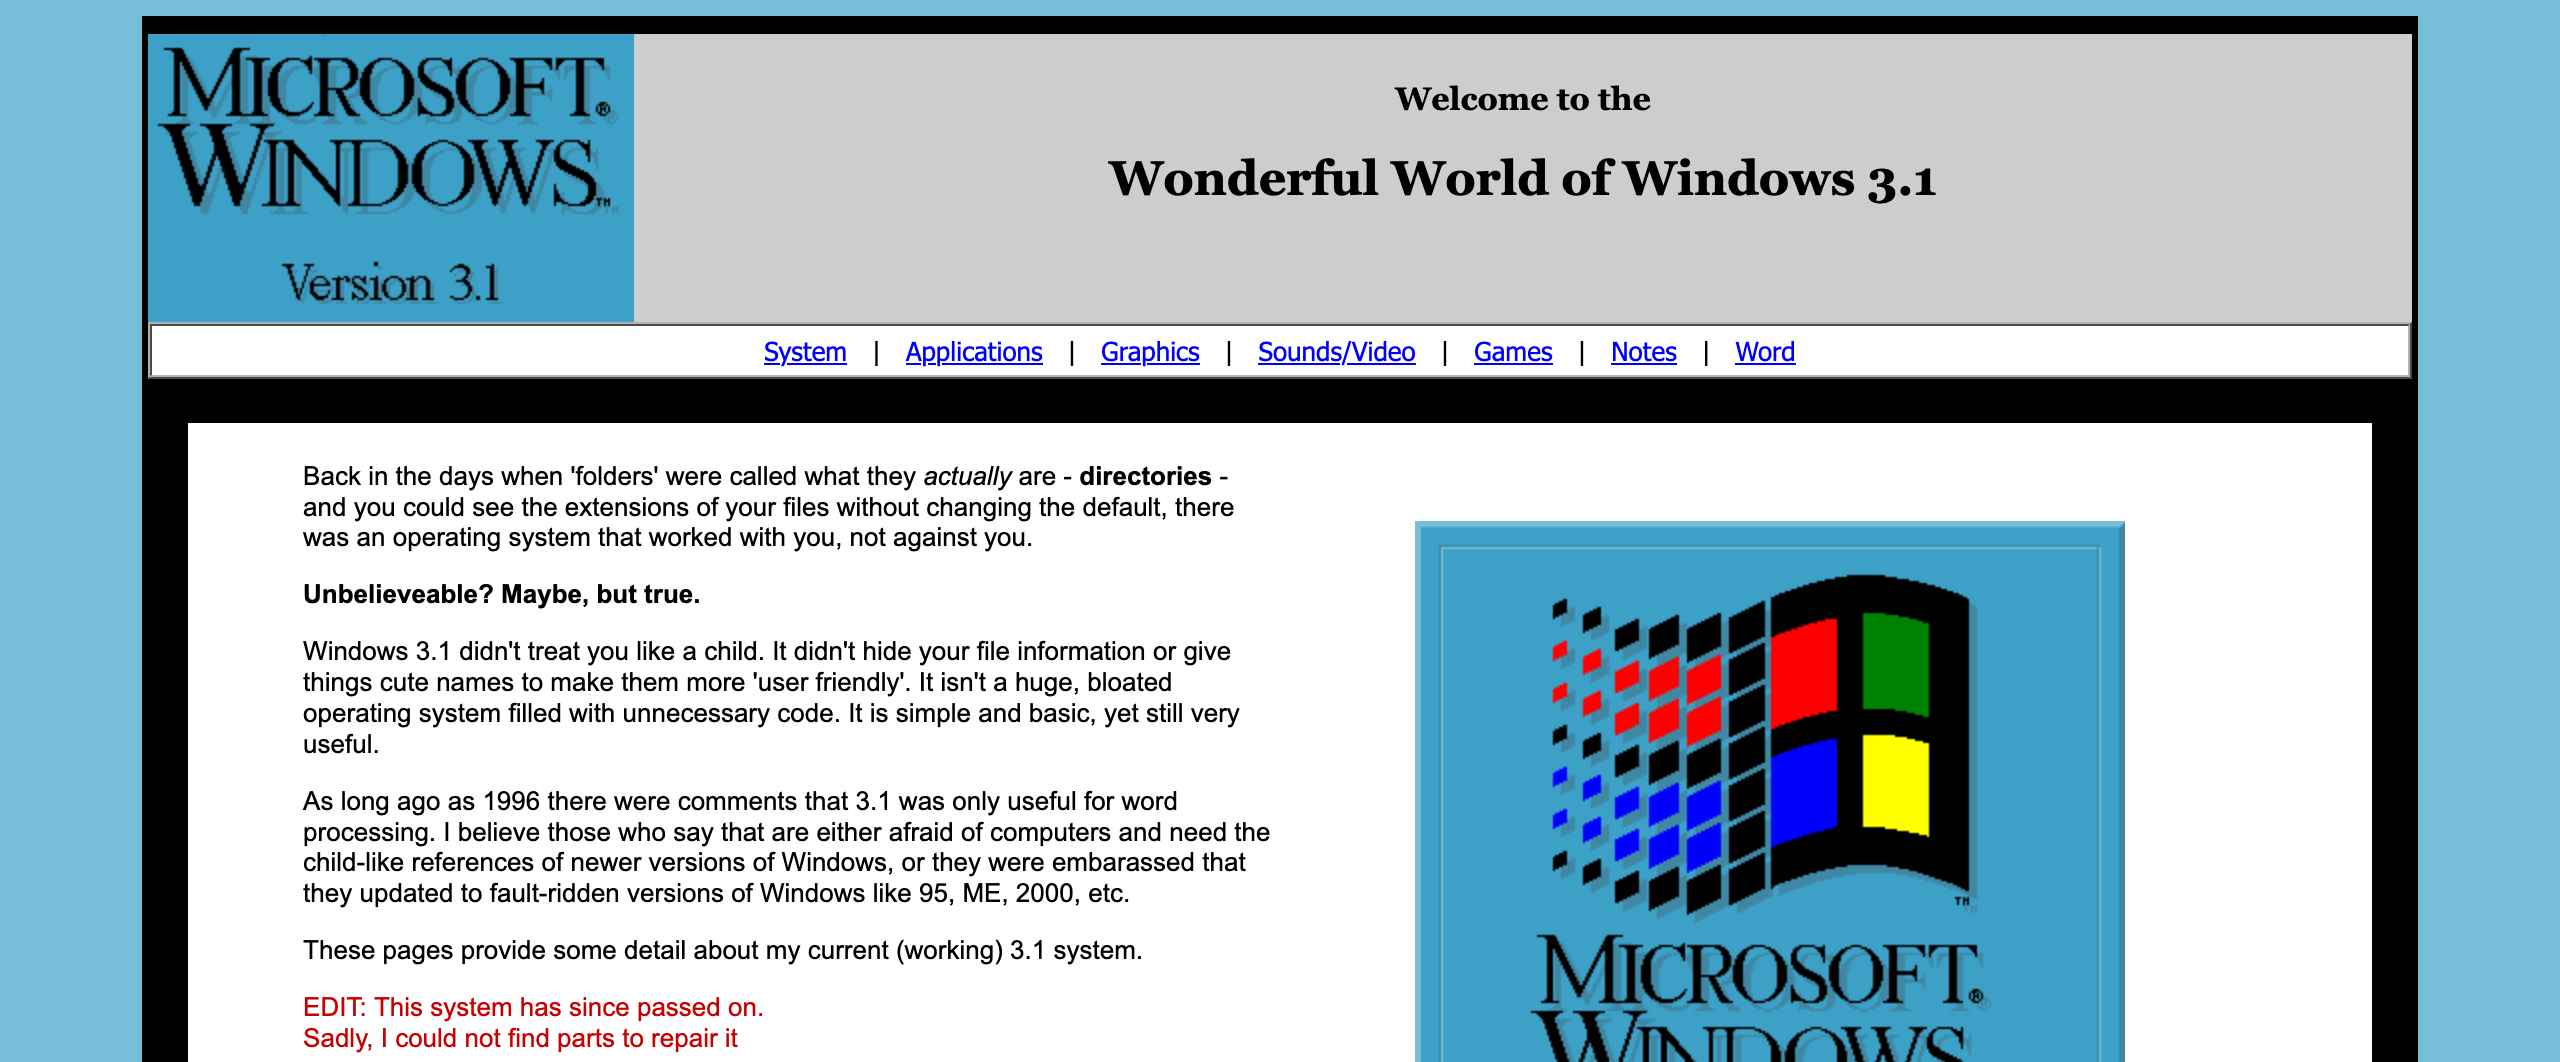 MICROSOFT®
WINDOWS™
Version 3.1
Welcome to the
Wonderful World of Windows 3.1
System | Applications | Graphics | Sounds/Video | Games | Notes | Word
Back in the days when 'folders' were called what they actually are - directories -
and you could see the extensions of your files without changing the default, there
was an operating system that worked with you, not against you.
Unbelieveable? Maybe, but true.
Windows 3.1 didn't treat you like a child. It didn't hide your file information or give
things cute names to make them more 'user friendly'. It isn't a huge, bloated
operating system filled with unnecessary code. It is simple and basic, yet still very
useful.
As long ago as 1996 there were comments that 3.1 was only useful for word
processing. I believe those who say that are either afraid of computers and need the
child-like references of newer versions of Windows, or they were embarassed that
they updated to fault-ridden versions of Windows like 95, ME, 2000, etc.
These pages provide some detail about my current (working) 3.1 system.
EDIT: This system has since passed on.
Sadly, I could not find parts to repair it
TM
MICROSOFT®
WINDOWS